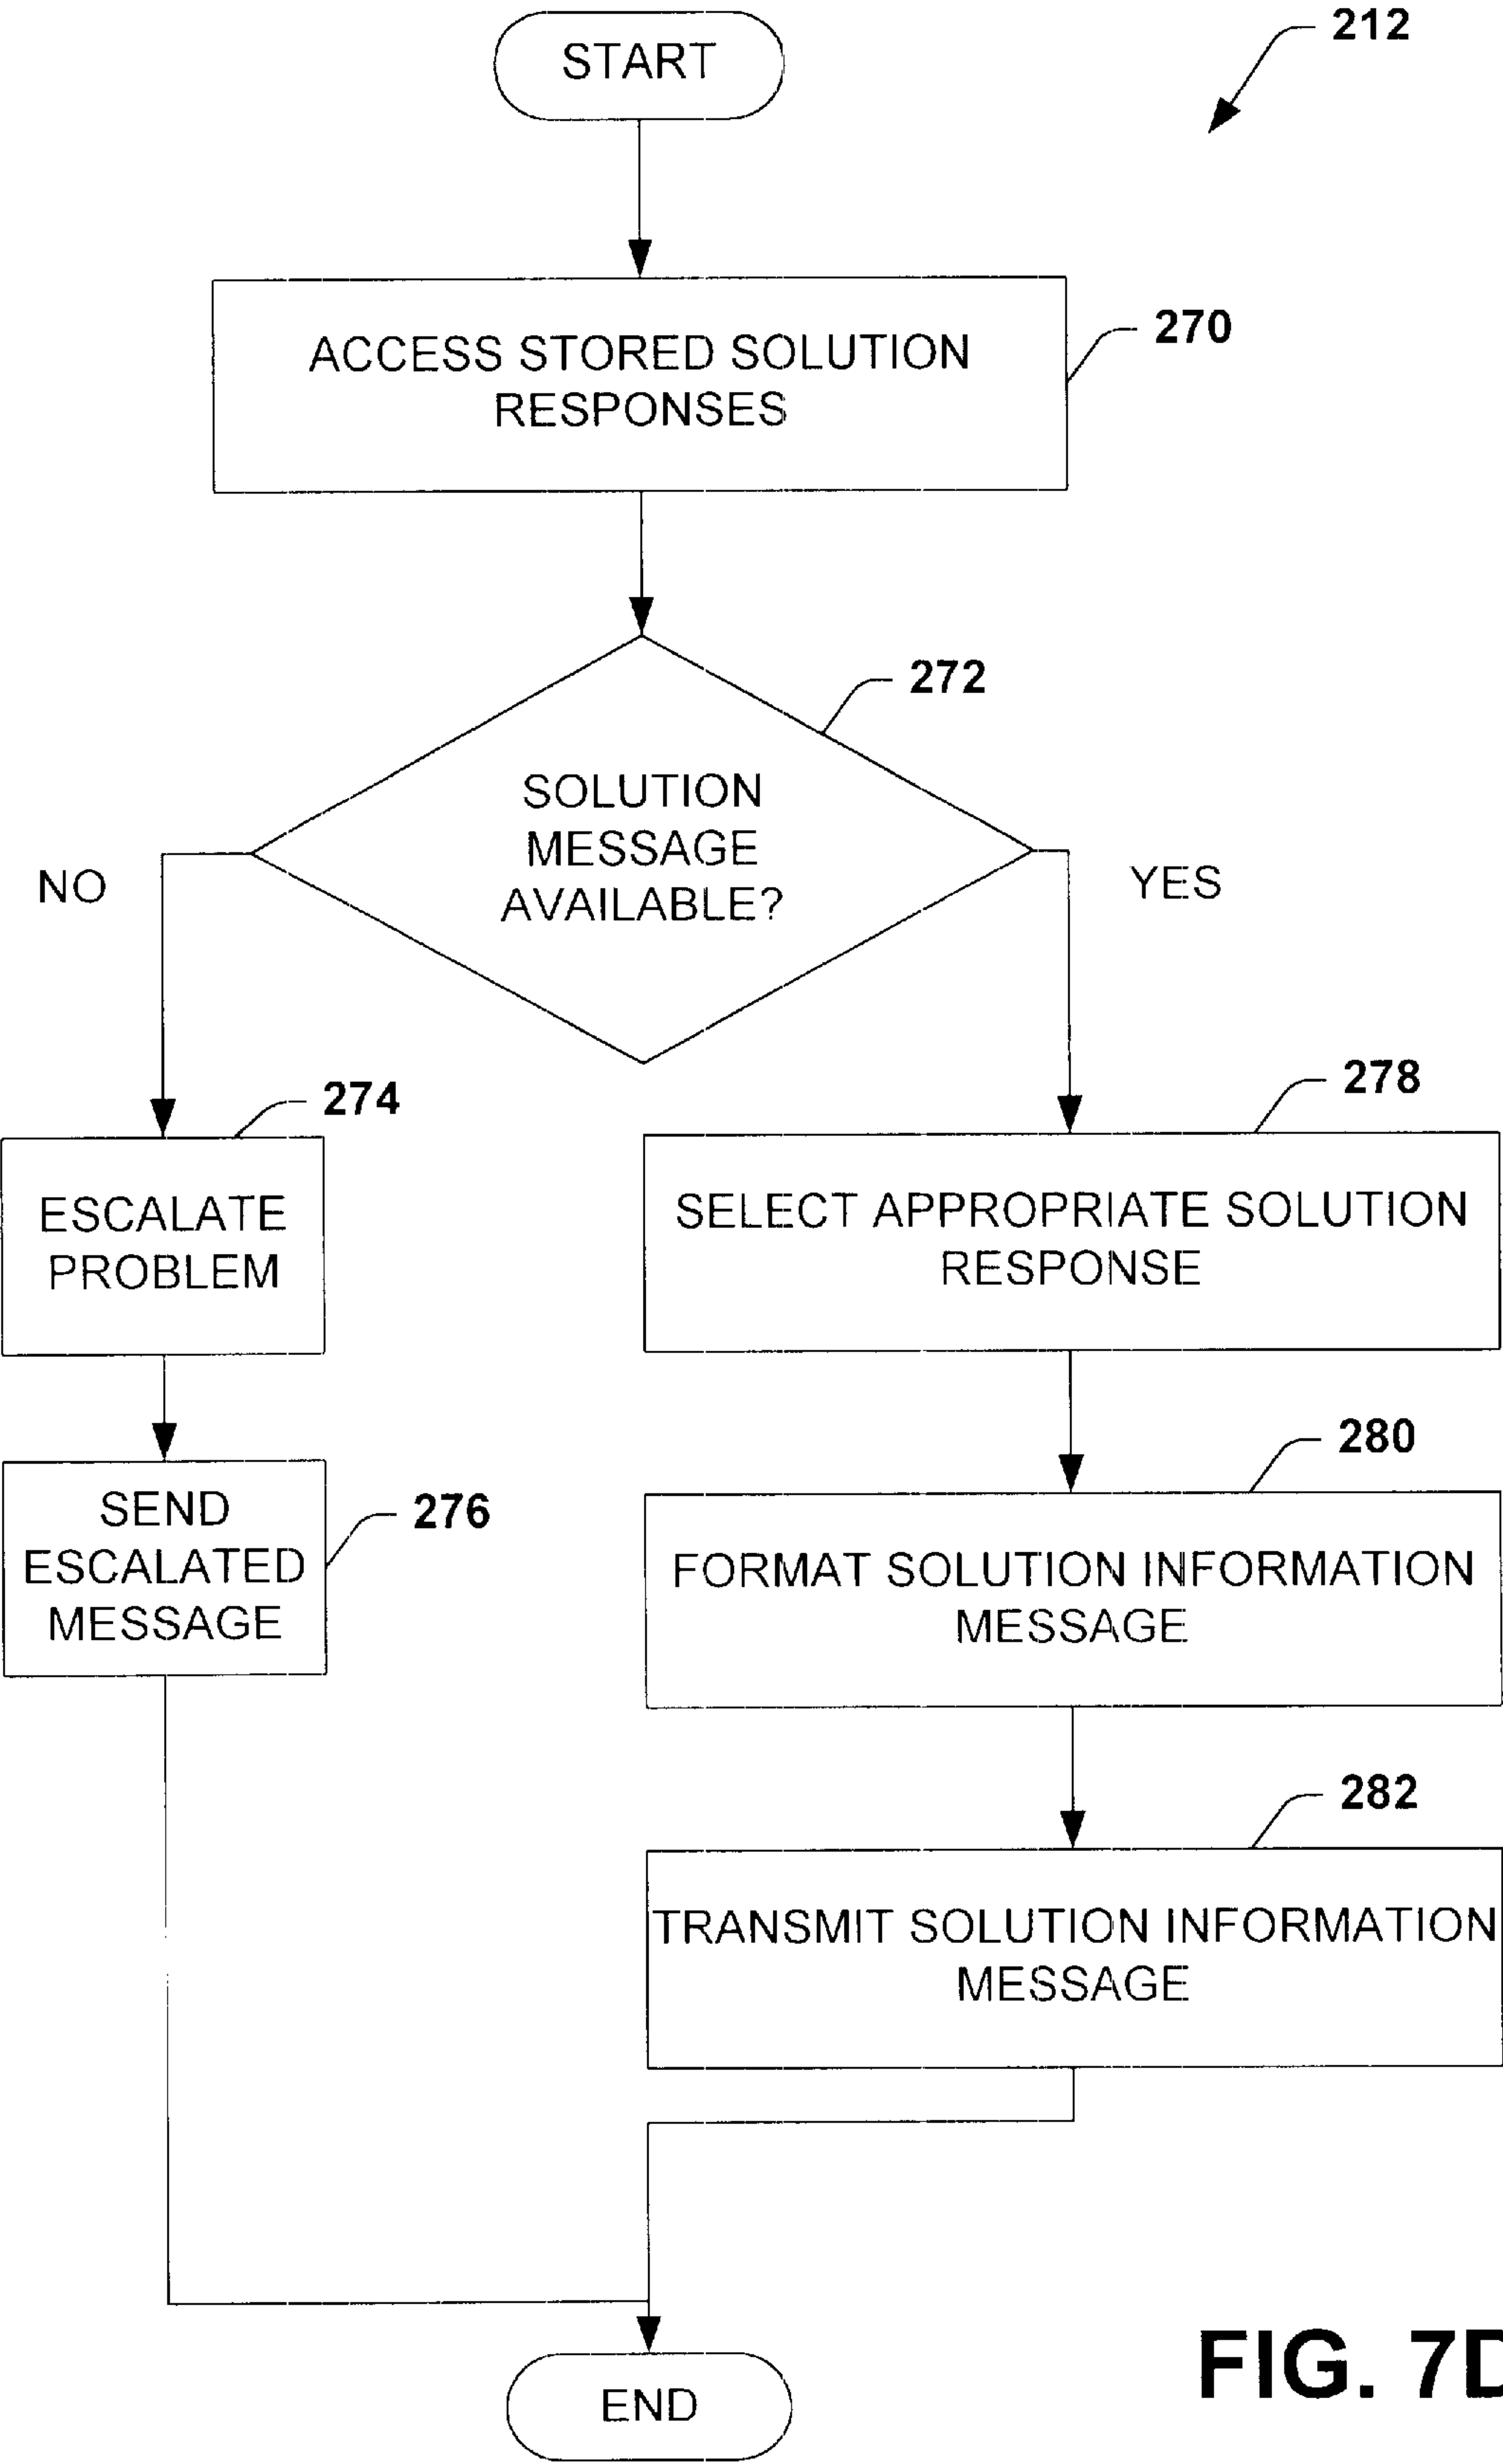 212
START
270
ACCESS STORED SOLUTION
RESPONSES
272
SOLUTION
MESSAGE
AVAILABLE?
NO
YES
274
ESCALATE
PROBLEM
278
SELECT APPROPRIATE SOLUTION
RESPONSE
276
SEND
ESCALATED
MESSAGE
280
FORMAT SOLUTION INFORMATION
MESSAGE
282
TRANSMIT SOLUTION INFORMATION
MESSAGE
END
FIG. 7D